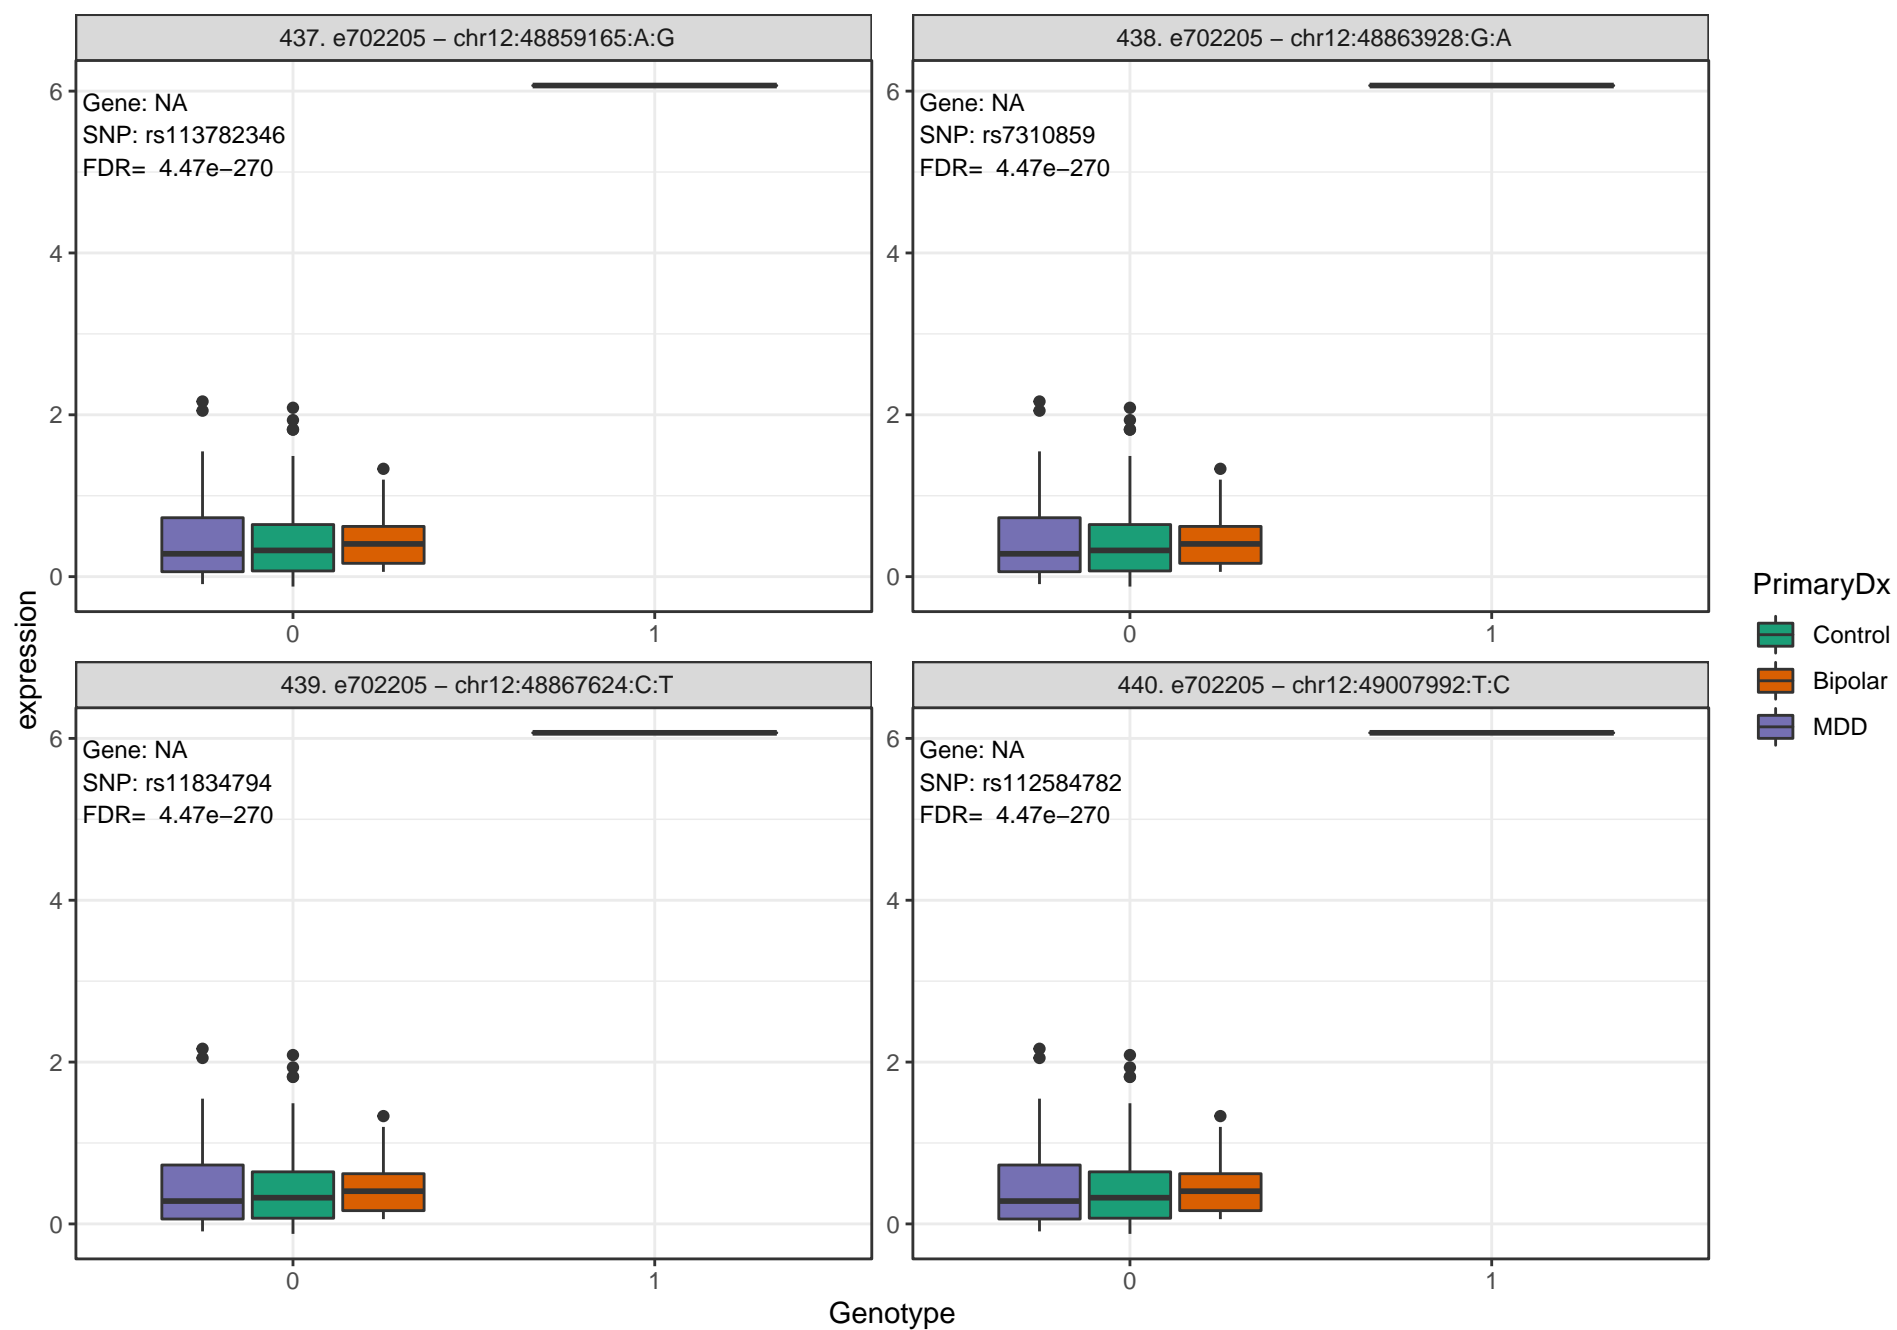 437. e702205 − chr12:48859165:A:G
438. e702205 − chr12:48863928:G:A
6
Gene: NA
SNP: rs113782346
FDR=  4.47e−270
4
2
0
0
1
6
Gene: NA
SNP: rs7310859
FDR=  4.47e−270
4
2
0
0
1
439. e702205 − chr12:48867624:C:T
440. e702205 − chr12:49007992:T:C
6
Gene: NA
SNP: rs11834794
FDR=  4.47e−270
4
2
0
0
1
6
Gene: NA
SNP: rs112584782
FDR=  4.47e−270
4
2
0
0
1
expression
Genotype
PrimaryDx
Control
Bipolar
MDD